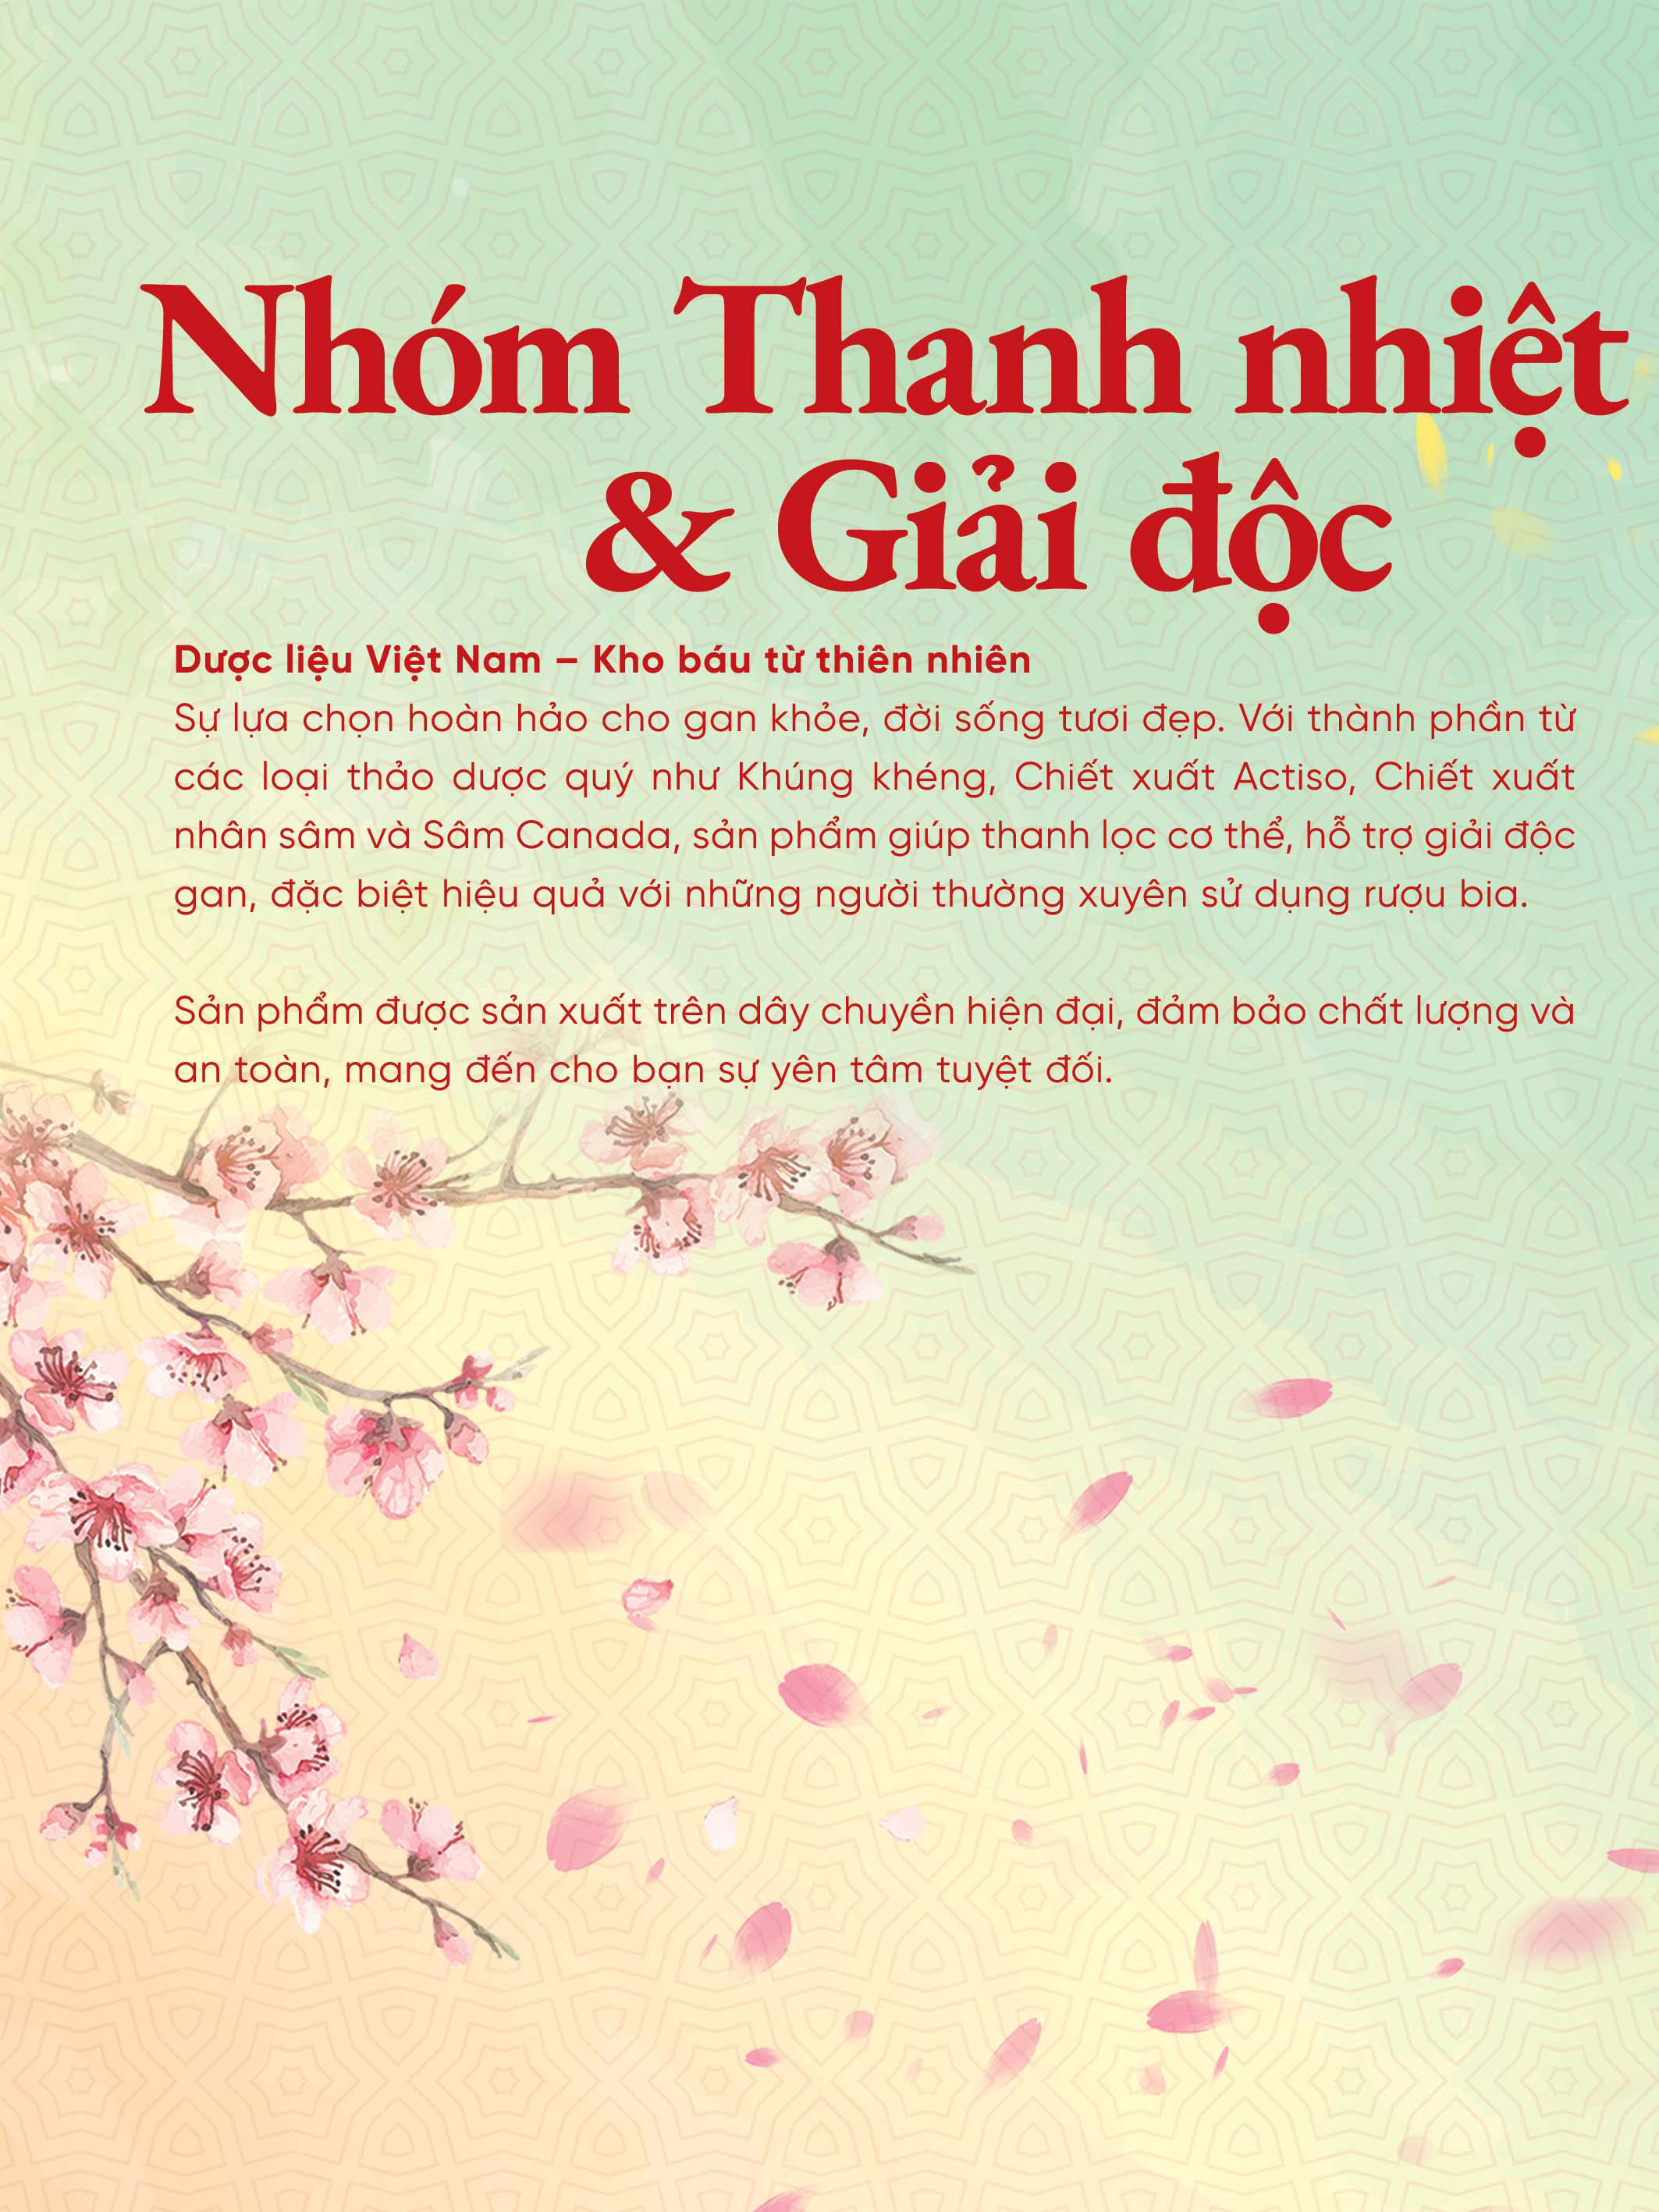 Nhóm Thanh nhiệt
& Giải độc
Dược liệu Việt Nam – Kho báu từ thiên nhiên
Sự lựa chọn hoàn hảo cho gan khỏe, đời sống tươi đẹp. Với thành phần từ
các loại thảo dược quý như Khúng khéng, Chiết xuất Actiso, Chiết xuất
nhân sâm và Sâm Canada, sản phẩm giúp thanh lọc cơ thể, hỗ trợ giải độc
gan, đặc biệt hiệu quả với những người thường xuyên sử dụng rượu bia.
Sản phẩm được sản xuất trên dây chuyền hiện đại, đảm bảo chất lượng và
an toàn, mang đến cho bạn sự yên tâm tuyệt đối.